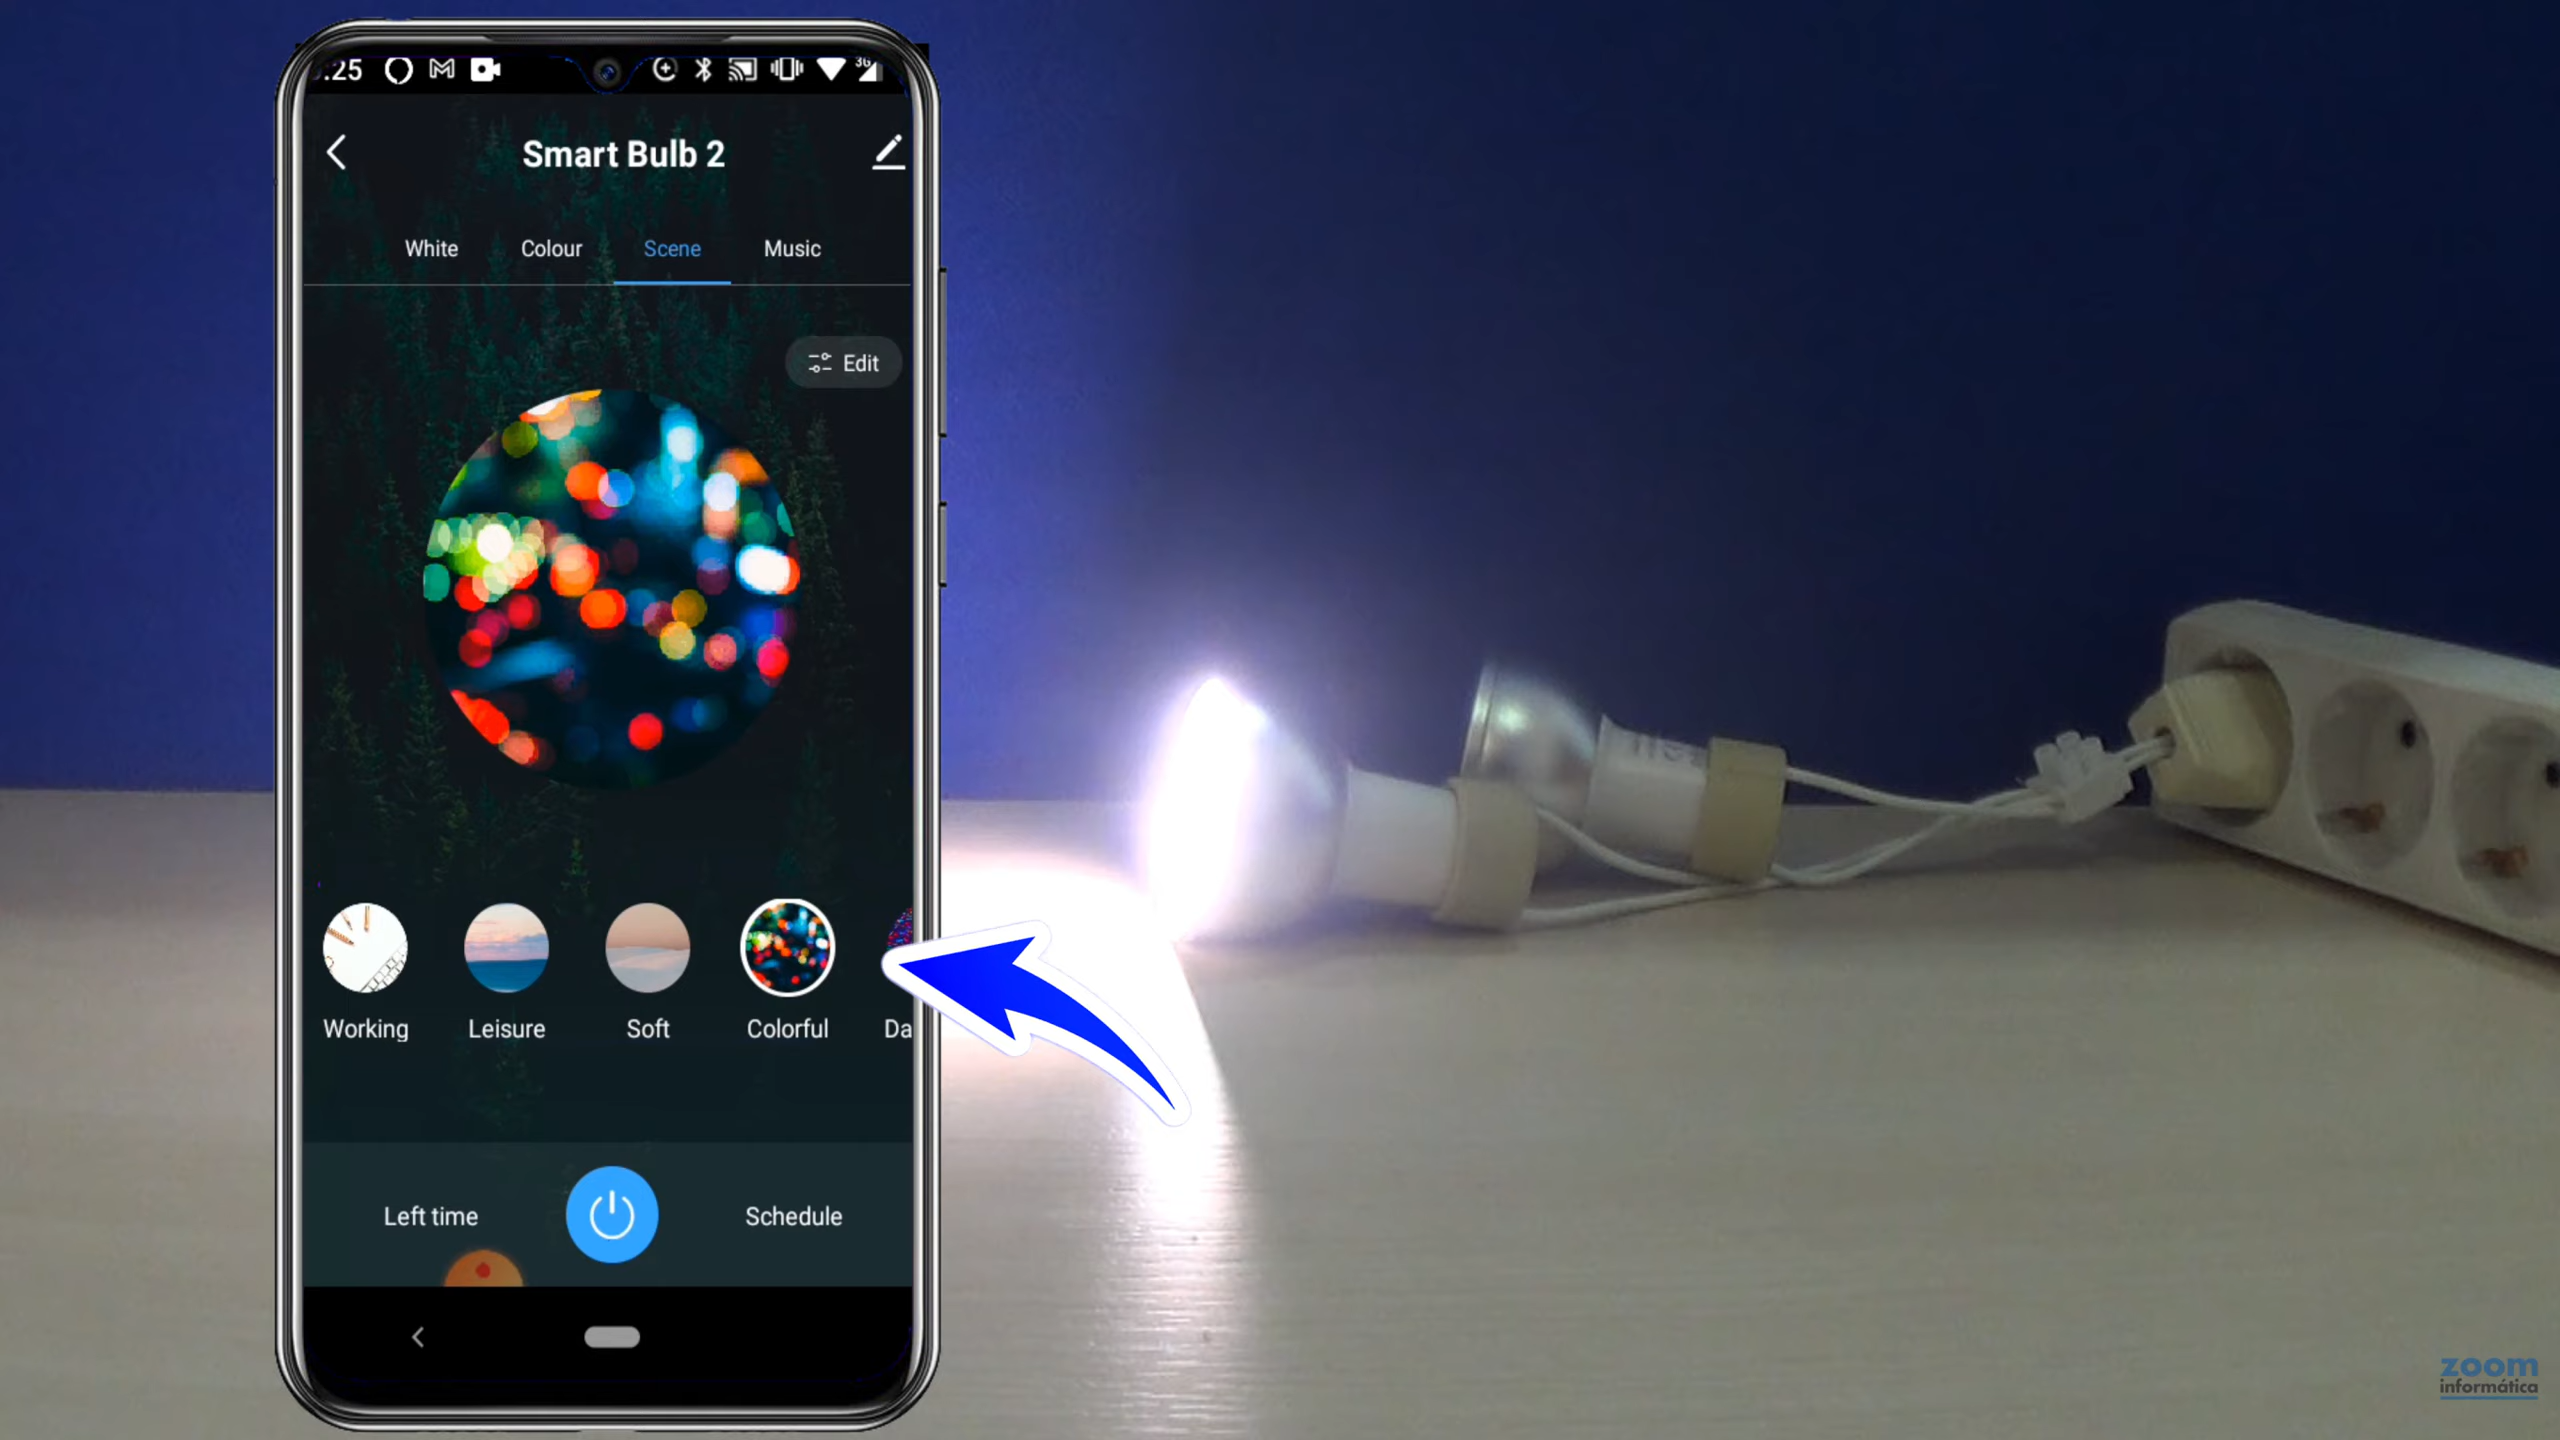 :25
3G
Smart Bulb 2
White Colour Scene Music
Edit
Working Leisure Soft Colorful Da
Left time Schedule
zoom
informática